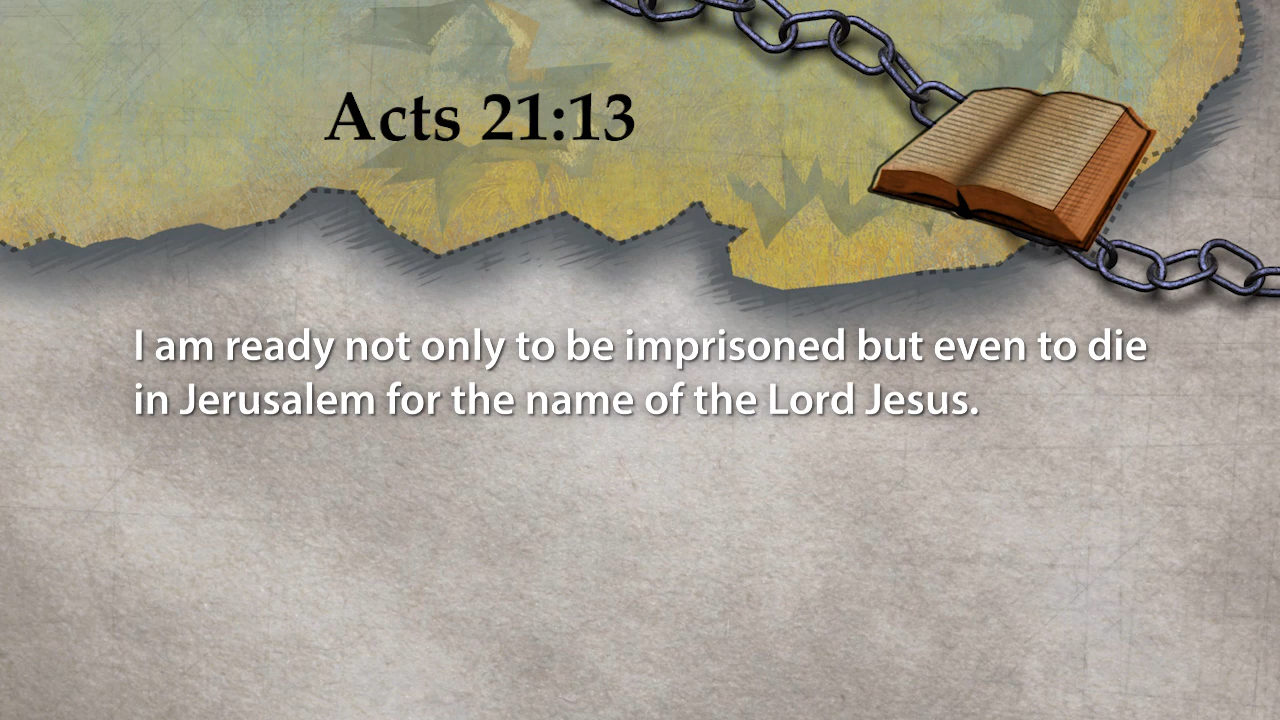 Acts 21:13
I am ready not only to be imprisoned but even to die
in Jerusalem for the name of the Lord Jesus.